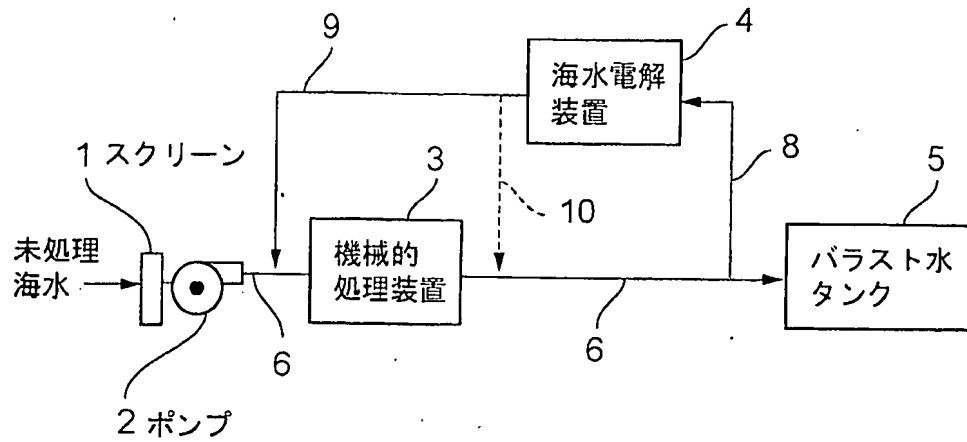 9
4
海水電解
装置
1 スクリーン
3
8
5
10
未処理
海水
機械的
処理装置
バラスト水
タンク
6
6
2 ポンプ